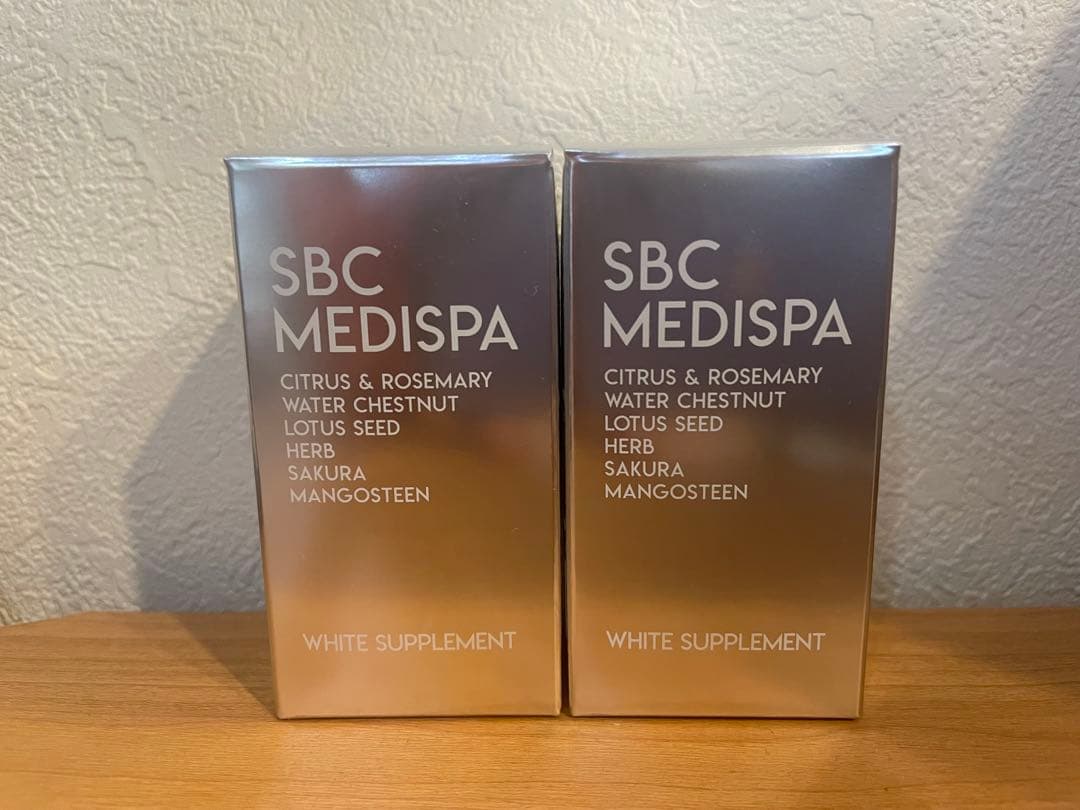 SBC
MEDISPA
CITRUS & ROSEMARY
WATER CHESTNUT
LOTUS SEED
HERB
SAKURA
MANGOSTEEN
WHITE SUPPLEMENT
SBC
MEDISPA
CITRUS & ROSEMARY
WATER CHESTNUT
LOTUS SEED
HERB
SAKURA
MANGOSTEEN
WHITE SUPPLEMENT